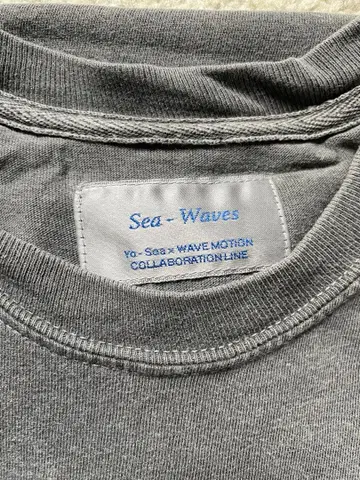 Sea - Waves
Yo - Sea × WAVE MOTION
COLLABORATION LINE